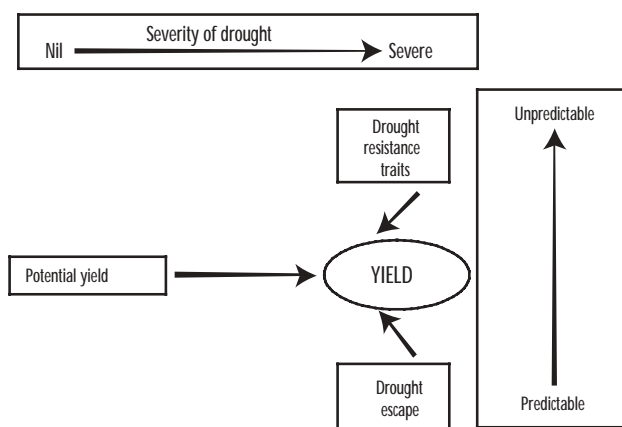 Severity of drought
Nil Severe
Drought
resistance
traits
Unpredictable
Potential yield
YIELD
Drought
escape
Predictable